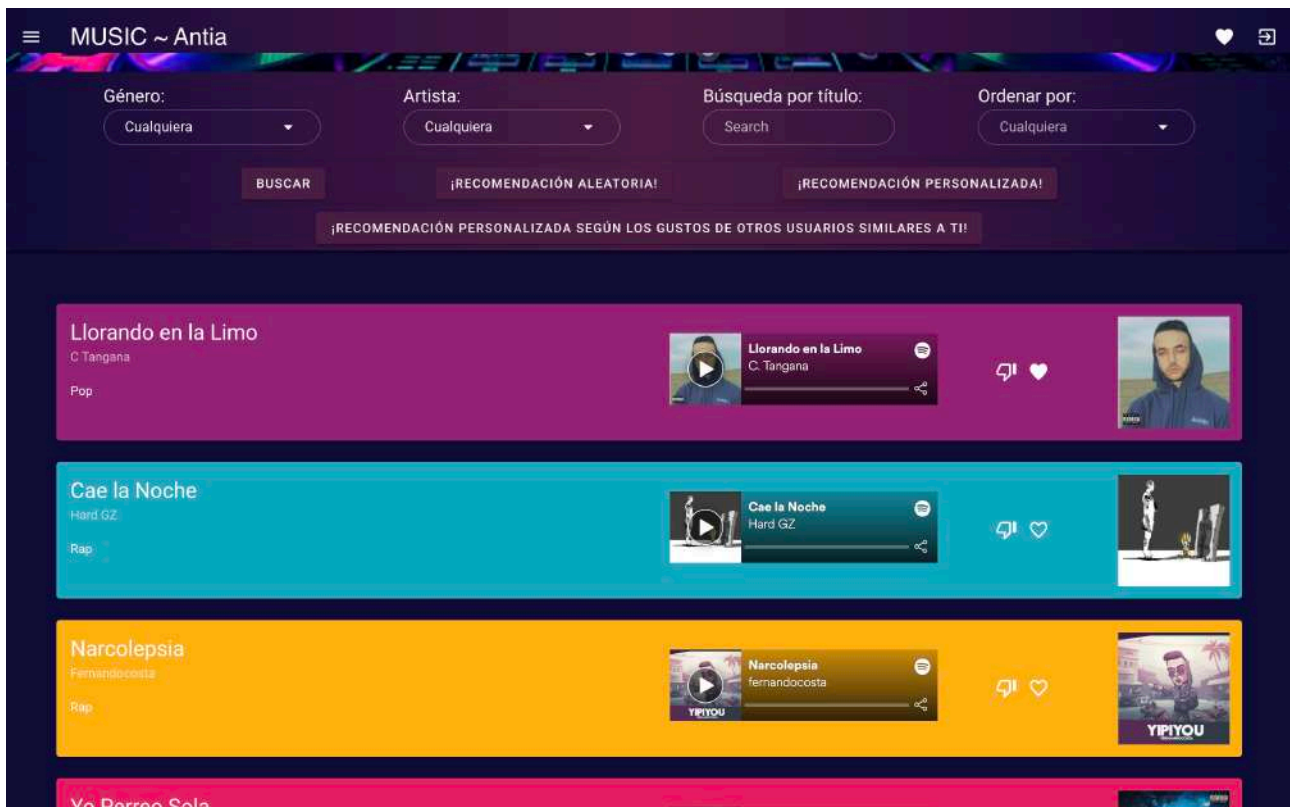 MUSIC ~ Antia
Género: Artista: Búsqueda por título: Ordenar por:
Cualquiera Cualquiera Search Cualquiera
BUSCAR ¡RECOMENDACIÓN ALEATORIA! ¡RECOMENDACIÓN PERSONALIZADA!
¡RECOMENDACIÓN PERSONALIZADA SEGÚN LOS GUSTOS DE OTROS USUARIOS SIMILARES A TI!
Llorando en la Limo
C Tangana
Pop
Llorando en la Limo
C. Tangana
Cae la Noche
Hard GZ
Rap
Cae la Noche
Hard GZ
Narcolepsia
Fernandocosta
Rap
YIPIYOU
Narcolepsia
fernandocosta
YIPIYOU
Yo Perreo Sola